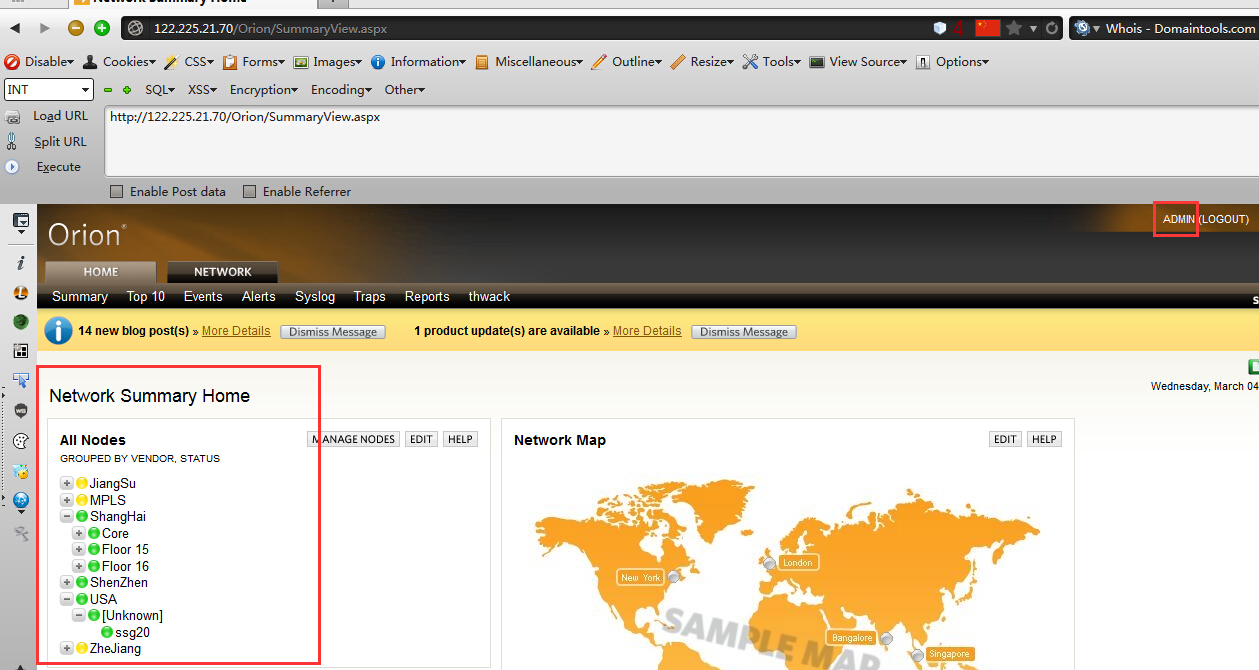 Network Summary Home
122.225.21.70/Orion/SummaryView.aspx
Whois - Domaintools.com
Disable Cookies CSS Forms Images Information Miscellaneous Outline Resize Tools View Source Options
INT SQL XSS Encryption Encoding Other
Load URL
http://122.225.21.70/Orion/SummaryView.aspx
Split URL
Execute
Enable Post data Enable Referrer
ADMIN (LOGOUT)
Orion
HOME NETWORK
Summary Top 10 Events Alerts Syslog Traps Reports thwack
14 new blog post(s) » More Details Dismiss Message 1 product update(s) are available » More Details Dismiss Message
Wednesday, March 04
Network Summary Home
All Nodes MANAGE NODES EDIT HELP
GROUPED BY VENDOR, STATUS
JiangSu
MPLS
ShangHai
Core
Floor 15
Floor 16
ShenZhen
USA
[Unknown]
ssg20
ZheJiang
Network Map EDIT HELP
London
New York
Bangalore
Singapore
SAMPLE MAP